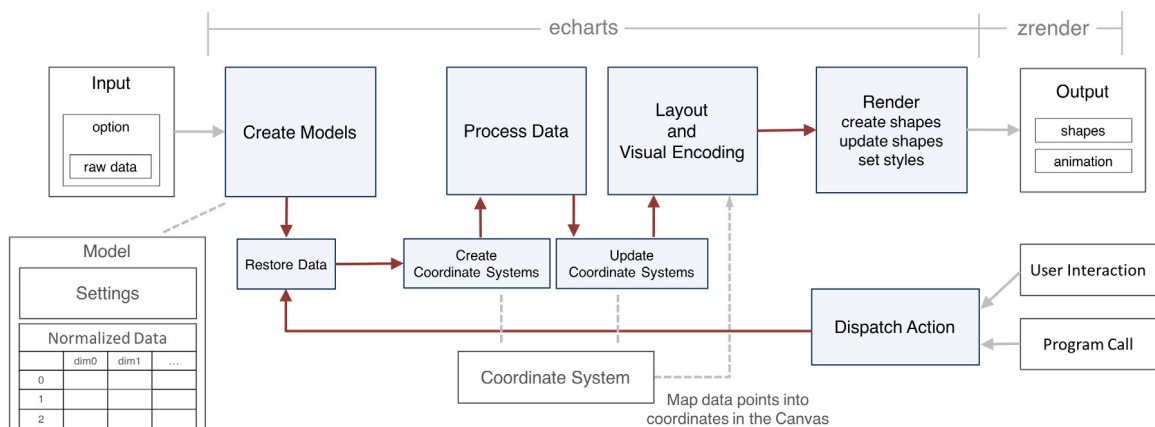 echarts
zrender
Input
option
raw data
Create Models
Process Data
Layout
and
Visual Encoding
Render
create shapes
update shapes
set styles
Output
shapes
animation
Model
Settings
Normalized Data
dim0 dim1 ...
0
1
2
Restore Data
Create
Coordinate Systems
Update
Coordinate Systems
Coordinate System
Map data points into
coordinates in the Canvas
Dispatch Action
User Interaction
Program Call